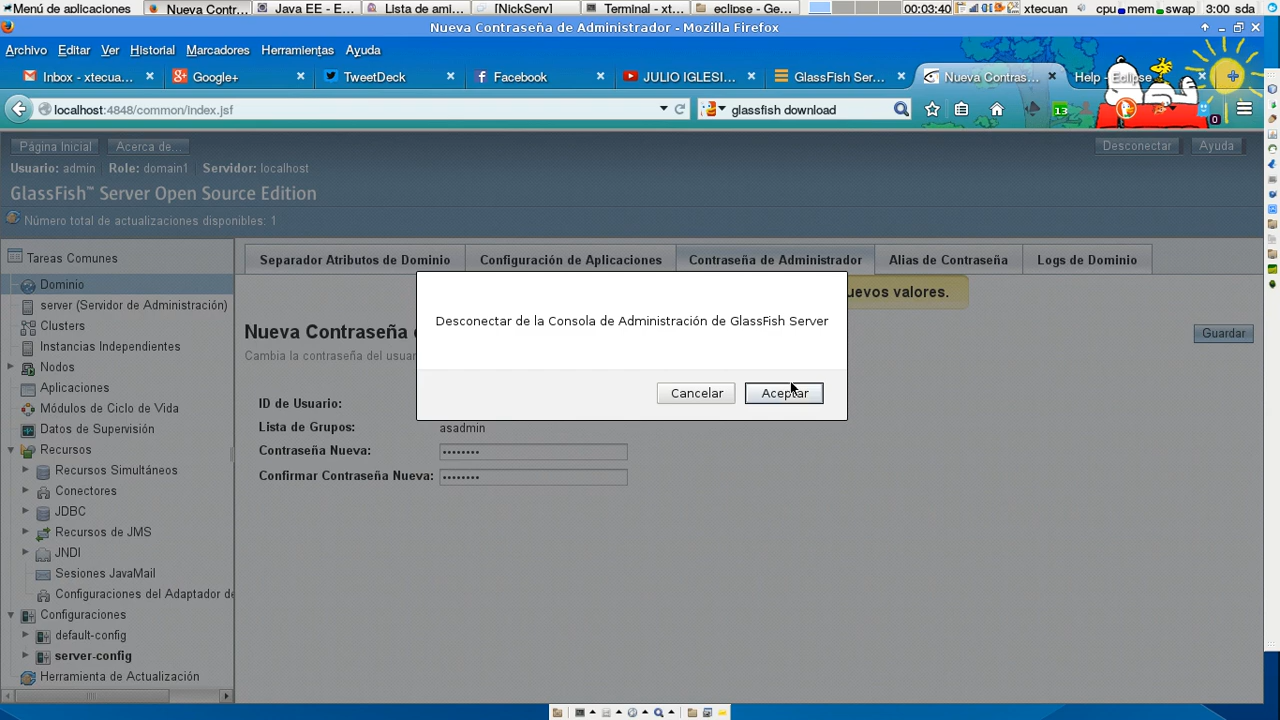 Menú de aplicaciones
Nueva Contr...
Java EE - E...
Lista de ami...
[NickServ]
Terminal - xt...
eclipse - Ge...
00:03:40
xtecuan
cpu mem swap 3:00 sda
Nueva Contraseña de Administrador - Mozilla Firefox
Archivo Editar Ver Historial Marcadores Herramientas Ayuda
Inbox - xtecua...
Google+
TweetDeck
Facebook
JULIO IGLESI...
GlassFish Ser...
Nueva Contras...
Help - Eclipse
localhost:4848/common/index.jsf
glassfish download
13
0
Página Inicial
Acerca de...
Desconectar
Ayuda
Usuario: admin Role: domain1 Servidor: localhost
GlassFish™ Server Open Source Edition
Número total de actualizaciones disponibles: 1
Tareas Comunes
Dominio
server (Servidor de Administración)
Clusters
Instancias Independientes
Nodos
Aplicaciones
Módulos de Ciclo de Vida
Datos de Supervisión
Recursos
Recursos Simultáneos
Conectores
JDBC
Recursos de JMS
JNDI
Sesiones JavaMail
Configuraciones del Adaptador de
Configuraciones
default-config
server-config
Herramienta de Actualización
Separador Atributos de Dominio
Configuración de Aplicaciones
Contraseña de Administrador
Alias de Contraseña
Logs de Dominio
uevos valores.
Nueva Contraseña
Guardar
Cambia la contraseña del usuar
Desconectar de la Consola de Administración de GlassFish Server
Cancelar
Aceptar
ID de Usuario:
Lista de Grupos: asadmin
Contraseña Nueva: ••••••••
Confirmar Contraseña Nueva: ••••••••